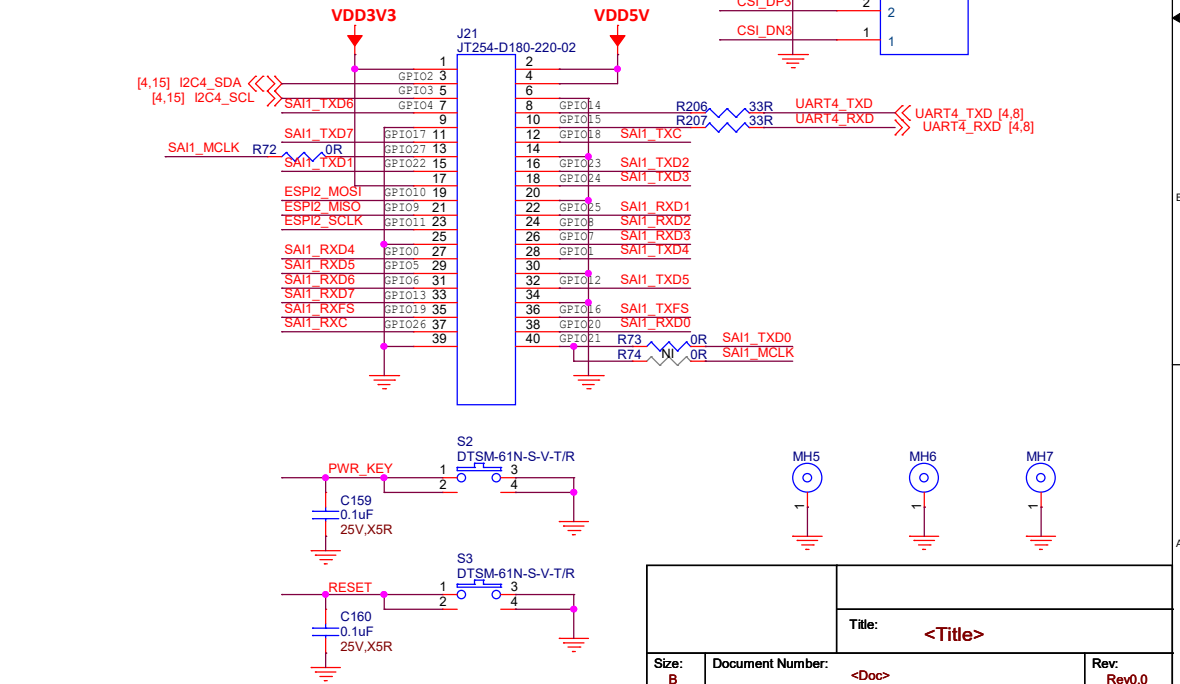 VDD3V3
VDD5V
CSI_DP3 2 2
CSI_DN3 1 1
J21
JT254-D180-220-02
1 2
[4,15] I2C4_SDA GPIO2 3 4
[4,15] I2C4_SCL GPIO3 5 6
SAI1_TXD6 GPIO4 7 8 GPIO14 R206 33R UART4_TXD UART4_TXD [4,8]
9 10 GPIO15 R207 33R UART4_RXD UART4_RXD [4,8]
SAI1_TXD7 GPIO17 11 12 GPIO18 SAI1_TXC
SAI1_MCLK R72 0R GPIO27 13 14
SAI1_TXD1 GPIO22 15 16 GPIO23 SAI1_TXD2
17 18 GPIO24 SAI1_TXD3
ESPI2_MOSI GPIO10 19 20
ESPI2_MISO GPIO9 21 22 GPIO25 SAI1_RXD1
ESPI2_SCLK GPIO11 23 24 GPIO8 SAI1_RXD2
25 26 GPIO7 SAI1_RXD3
SAI1_RXD4 GPIO0 27 28 GPIO1 SAI1_TXD4
SAI1_RXD5 GPIO5 29 30
SAI1_RXD6 GPIO6 31 32 GPIO12 SAI1_TXD5
SAI1_RXD7 GPIO13 33 34
SAI1_RXFS GPIO19 35 36 GPIO16 SAI1_TXFS
SAI1_RXC GPIO26 37 38 GPIO20 SAI1_RXD0
39 40 GPIO21 R73 0R SAI1_TXD0
R74 NI 0R SAI1_MCLK
S2
DTSM-61N-S-V-T/R
PWR_KEY 1 3
2 4
C159
0.1uF
25V,X5R
MH5 MH6 MH7
1 1 1
S3
DTSM-61N-S-V-T/R
RESET 1 3
2 4
C160
0.1uF
25V,X5R
Title:
<Title>
Size: Document Number: Rev:
B <Doc> Rev0.0